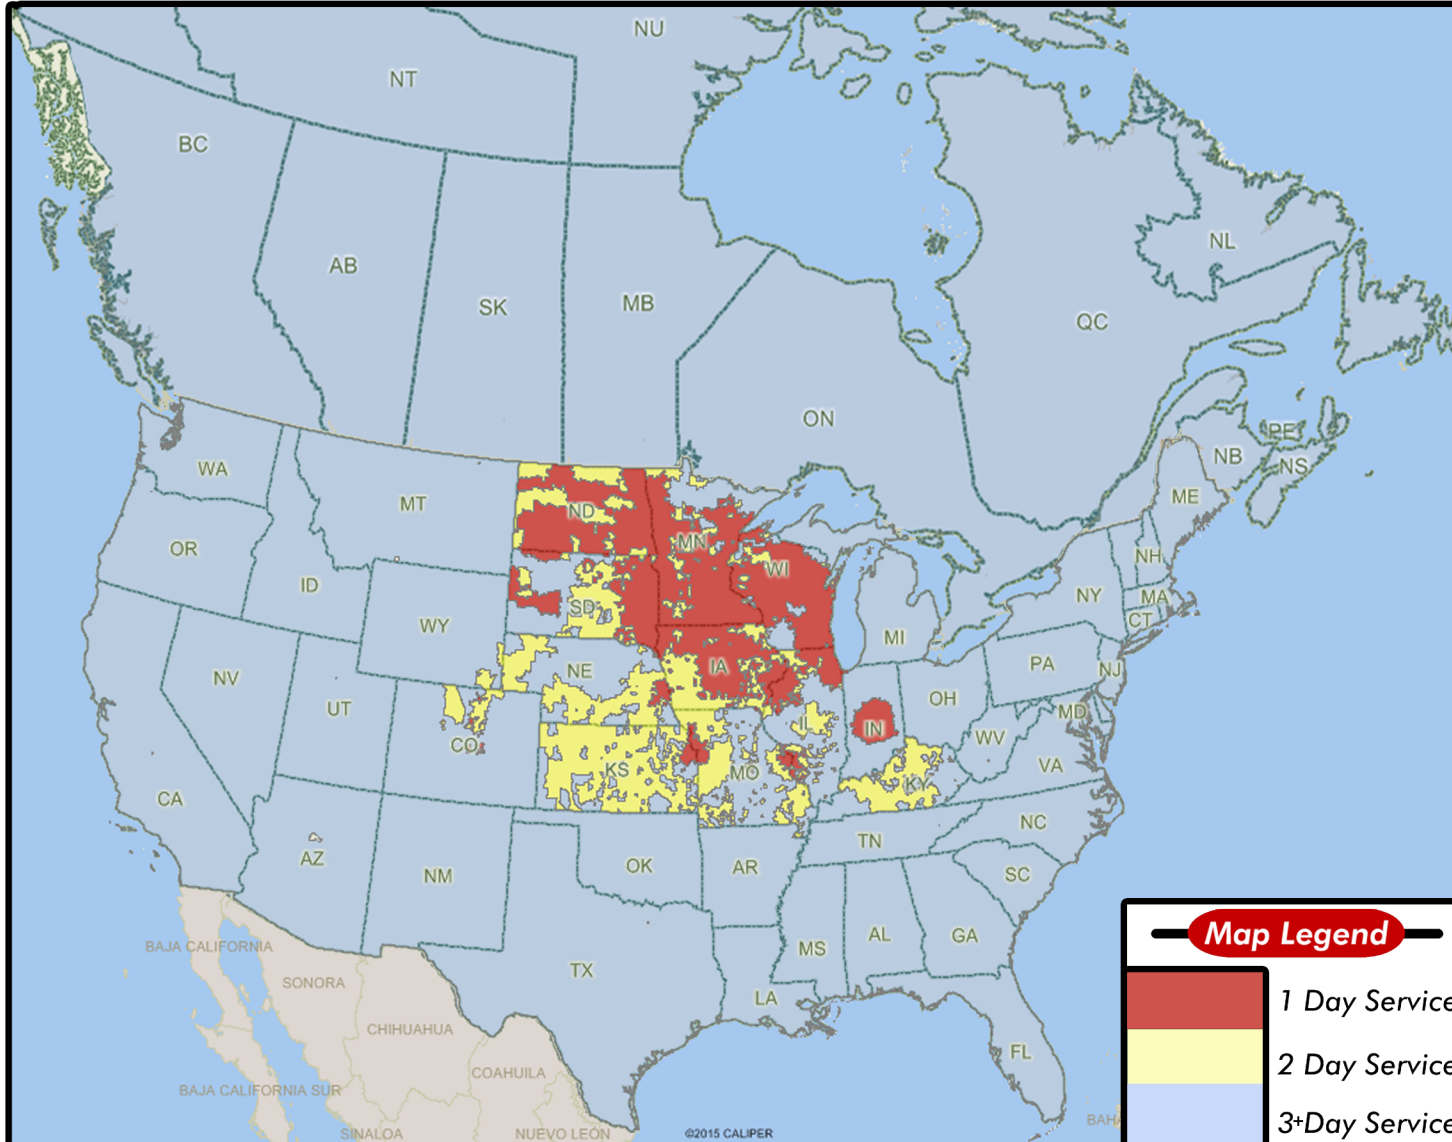 NU
NT
BC
AB
SK
MB
NL
QC
ON
PE
NB
NS
WA
MT
ND
MN
ME
OR
ID
WI
NH
SD
NY
MA
CT
WY
MI
NE
IA
PA
NJ
NV
UT
OH
MD
IL
IN
WV
CO
KS
MO
KY
VA
CA
NC
AZ
TN
NM
OK
AR
SC
MS
AL
GA
TX
LA
FL
BAJA CALIFORNIA
SONORA
CHIHUAHUA
COAHUILA
BAJA CALIFORNIA SUR
SINALOA
NUEVO LEÓN
BAHA
©2015 CALIPER
Map Legend
1 Day Service
2 Day Service
3+Day Service